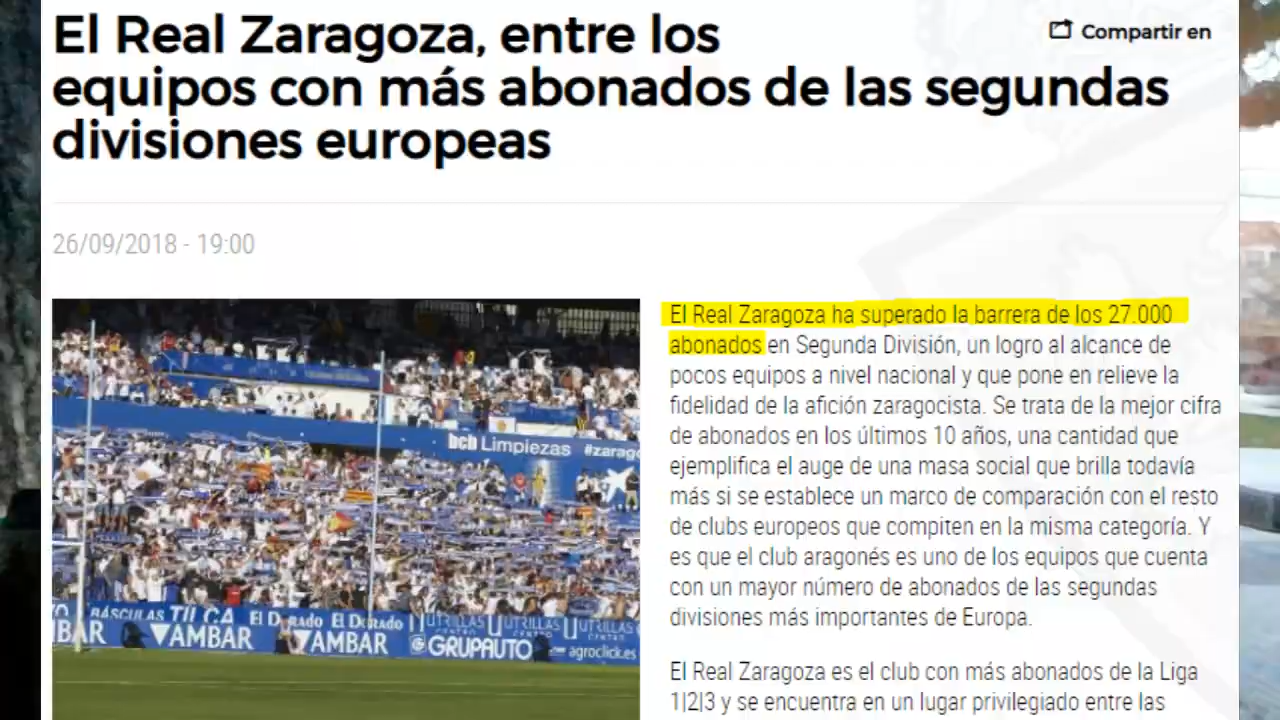 El Real Zaragoza, entre los
equipos con más abonados de las segundas
divisiones europeas
Compartir en
26/09/2018 - 19:00
El Real Zaragoza ha superado la barrera de los 27.000
abonados en Segunda División, un logro al alcance de
pocos equipos a nivel nacional y que pone en relieve la
fidelidad de la afición zaragocista. Se trata de la mejor cifra
de abonados en los últimos 10 años, una cantidad que
ejemplifica el auge de una masa social que brilla todavía
más si se establece un marco de comparación con el resto
de clubs europeos que compiten en la misma categoría. Y
es que el club aragonés es uno de los equipos que cuenta
con un mayor número de abonados de las segundas
divisiones más importantes de Europa.
El Real Zaragoza es el club con más abonados de la Liga
1|2|3 y se encuentra en un lugar privilegiado entre las
bcb Limpiezas #zarago
BÁSCULAS TILCA El Dorado El Dorado UTRILLAS UTRILLAS UTRILLAS
BAR AMBAR AMBAR GRUPAUTO agroclick.es